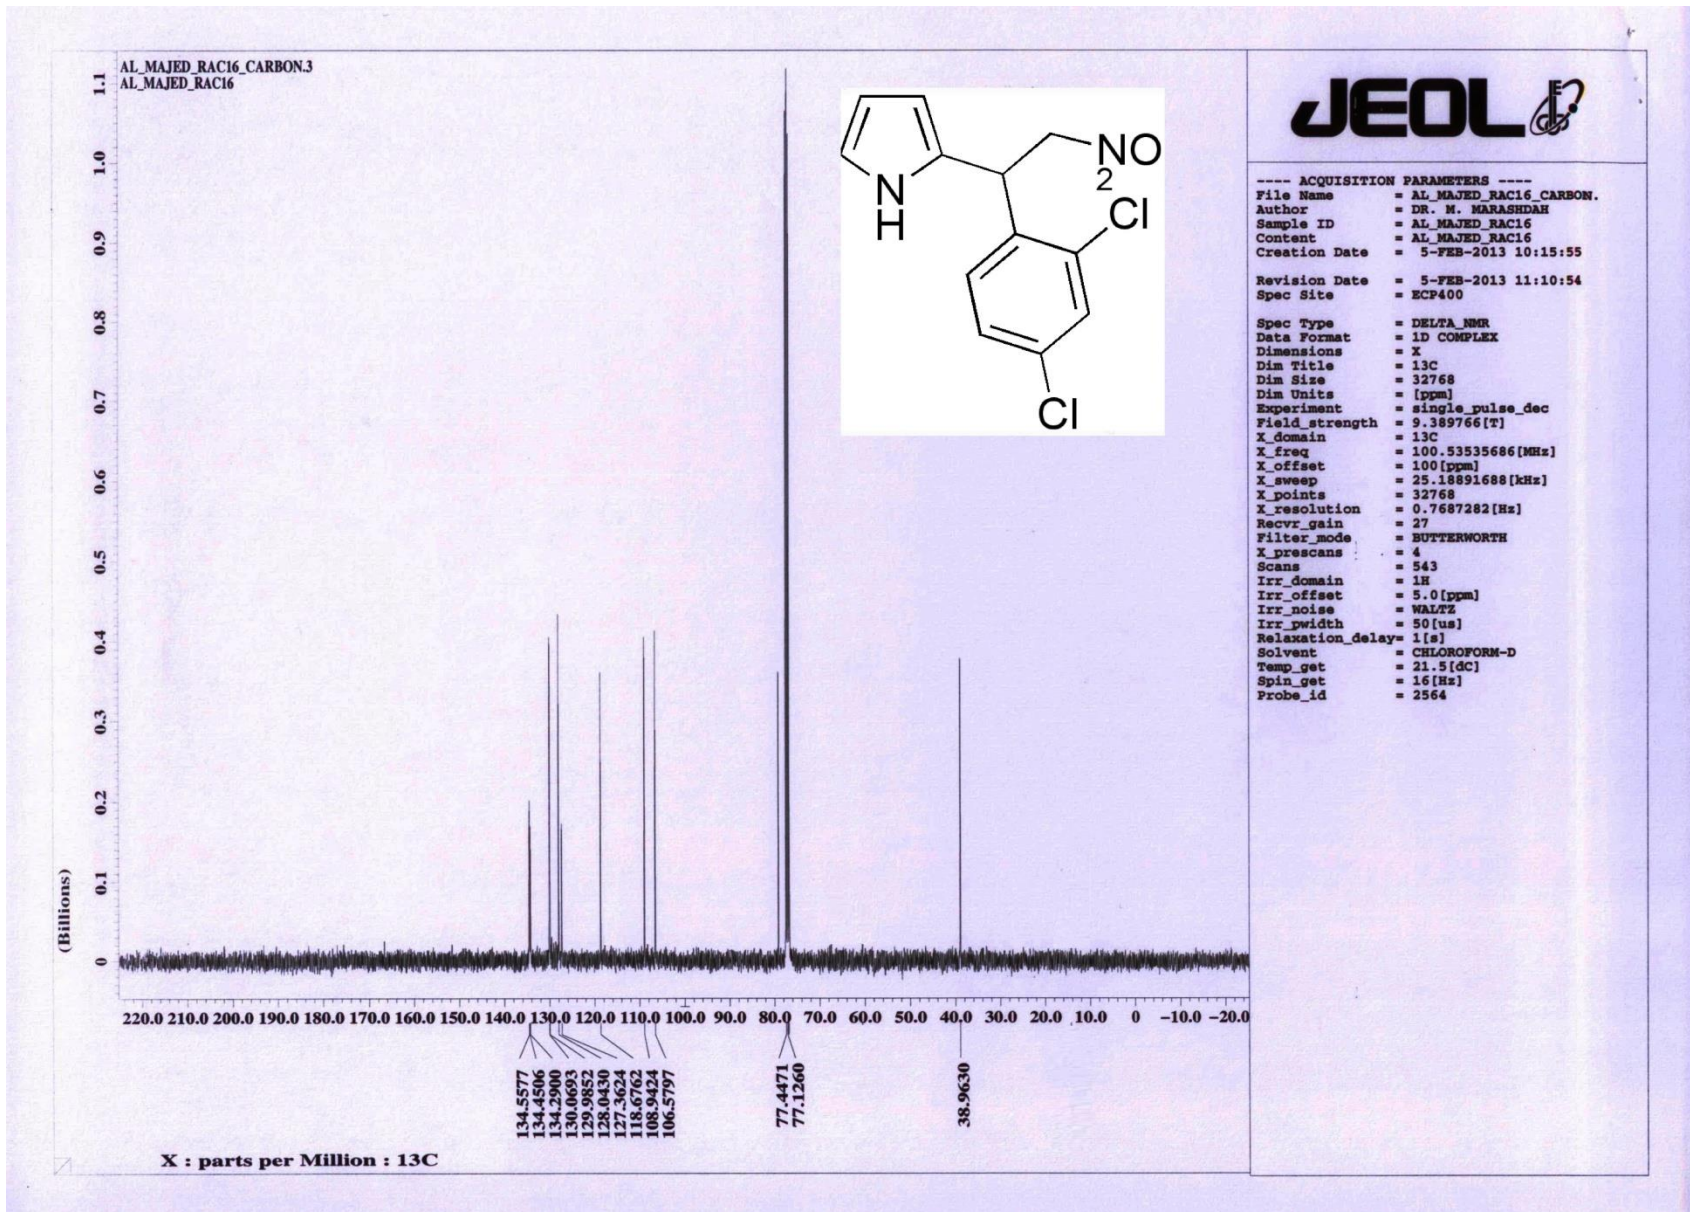 AL_MAJED_RAC16_CARBON.3
AL_MAJED_RAC16
1.1
1.0
0.9
0.8
0.7
0.6
0.5
0.4
0.3
0.2
0.1
0
(Billions)
N
H
NO
2
Cl
Cl
220.0 210.0 200.0 190.0 180.0 170.0 160.0 150.0 140.0 130.0 120.0 110.0 100.0 90.0 80.0 70.0 60.0 50.0 40.0 30.0 20.0 10.0 0 -10.0 -20.0
134.5577
134.4506
134.2900
130.0693
129.9852
128.0430
127.3624
118.6762
108.9424
106.5797
77.4471
77.1260
38.9630
X : parts per Million : 13C
JEOL
---- ACQUISITION PARAMETERS ----
File Name = AL_MAJED_RAC16_CARBON.
Author = DR. M. MARASHDAH
Sample ID = AL_MAJED_RAC16
Content = AL_MAJED_RAC16
Creation Date = 5-FEB-2013 10:15:55
Revision Date = 5-FEB-2013 11:10:54
Spec Site = ECP400
Spec Type = DELTA_NMR
Data Format = 1D COMPLEX
Dimensions = X
Dim Title = 13C
Dim Size = 32768
Dim Units = [ppm]
Experiment = single_pulse_dec
Field_strength = 9.389766[T]
X_domain = 13C
X_freq = 100.53535686[MHz]
X_offset = 100[ppm]
X_sweep = 25.18891688[kHz]
X_points = 32768
X_resolution = 0.7687282[Hz]
Recvr_gain = 27
Filter_mode = BUTTERWORTH
X_prescans = 4
Scans = 543
Irr_domain = 1H
Irr_offset = 5.0[ppm]
Irr_noise = WALTZ
Irr_pwidth = 50[us]
Relaxation_delay= 1[s]
Solvent = CHLOROFORM-D
Temp_get = 21.5[dC]
Spin_get = 16[Hz]
Probe_id = 2564